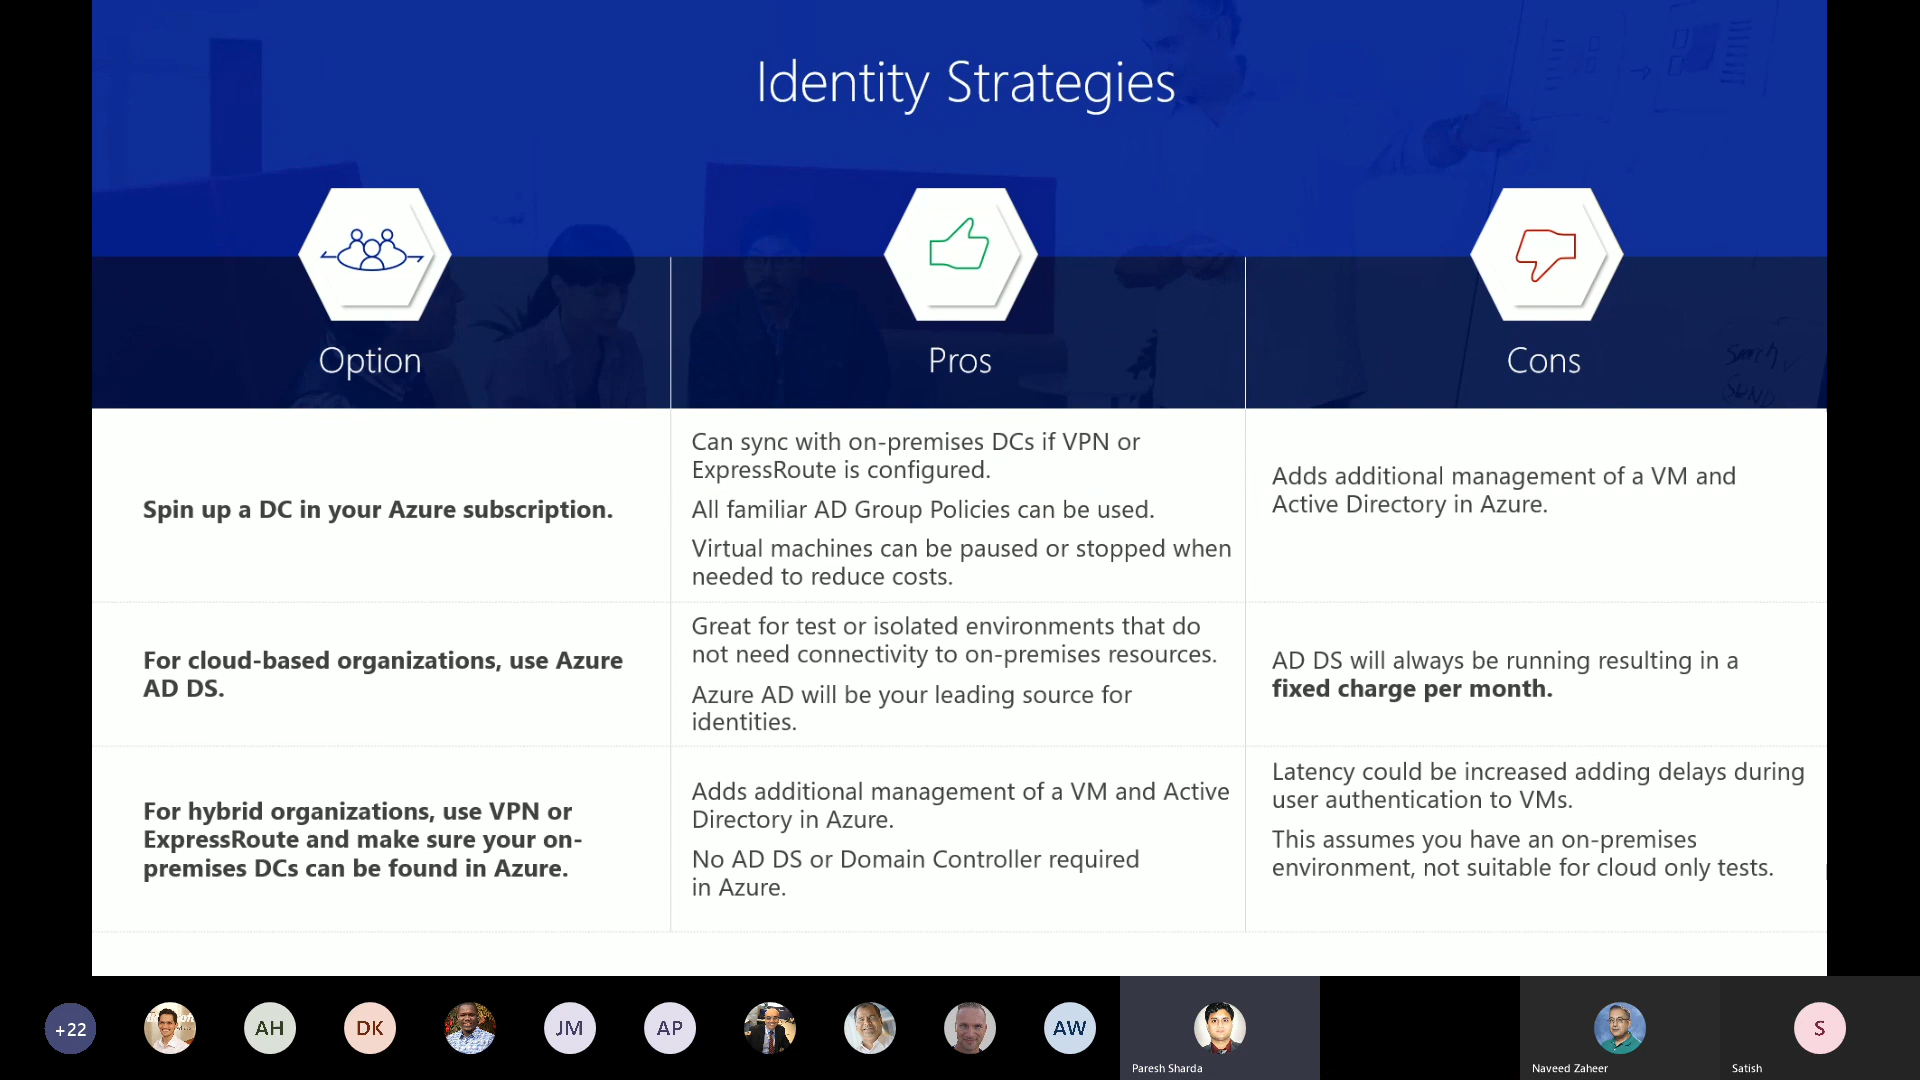 Identity Strategies
Option
Pros
Cons
Spin up a DC in your Azure subscription.
Can sync with on-premises DCs if VPN or
ExpressRoute is configured.
All familiar AD Group Policies can be used.
Virtual machines can be paused or stopped when
needed to reduce costs.
Adds additional management of a VM and
Active Directory in Azure.
For cloud-based organizations, use Azure
AD DS.
Great for test or isolated environments that do
not need connectivity to on-premises resources.
Azure AD will be your leading source for
identities.
AD DS will always be running resulting in a
fixed charge per month.
For hybrid organizations, use VPN or
ExpressRoute and make sure your on-
premises DCs can be found in Azure.
Adds additional management of a VM and Active
Directory in Azure.
No AD DS or Domain Controller required
in Azure.
Latency could be increased adding delays during
user authentication to VMs.
This assumes you have an on-premises
environment, not suitable for cloud only tests.
+22
AH
DK
JM
AP
AW
Paresh Sharda
Naveed Zaheer
S
Satish